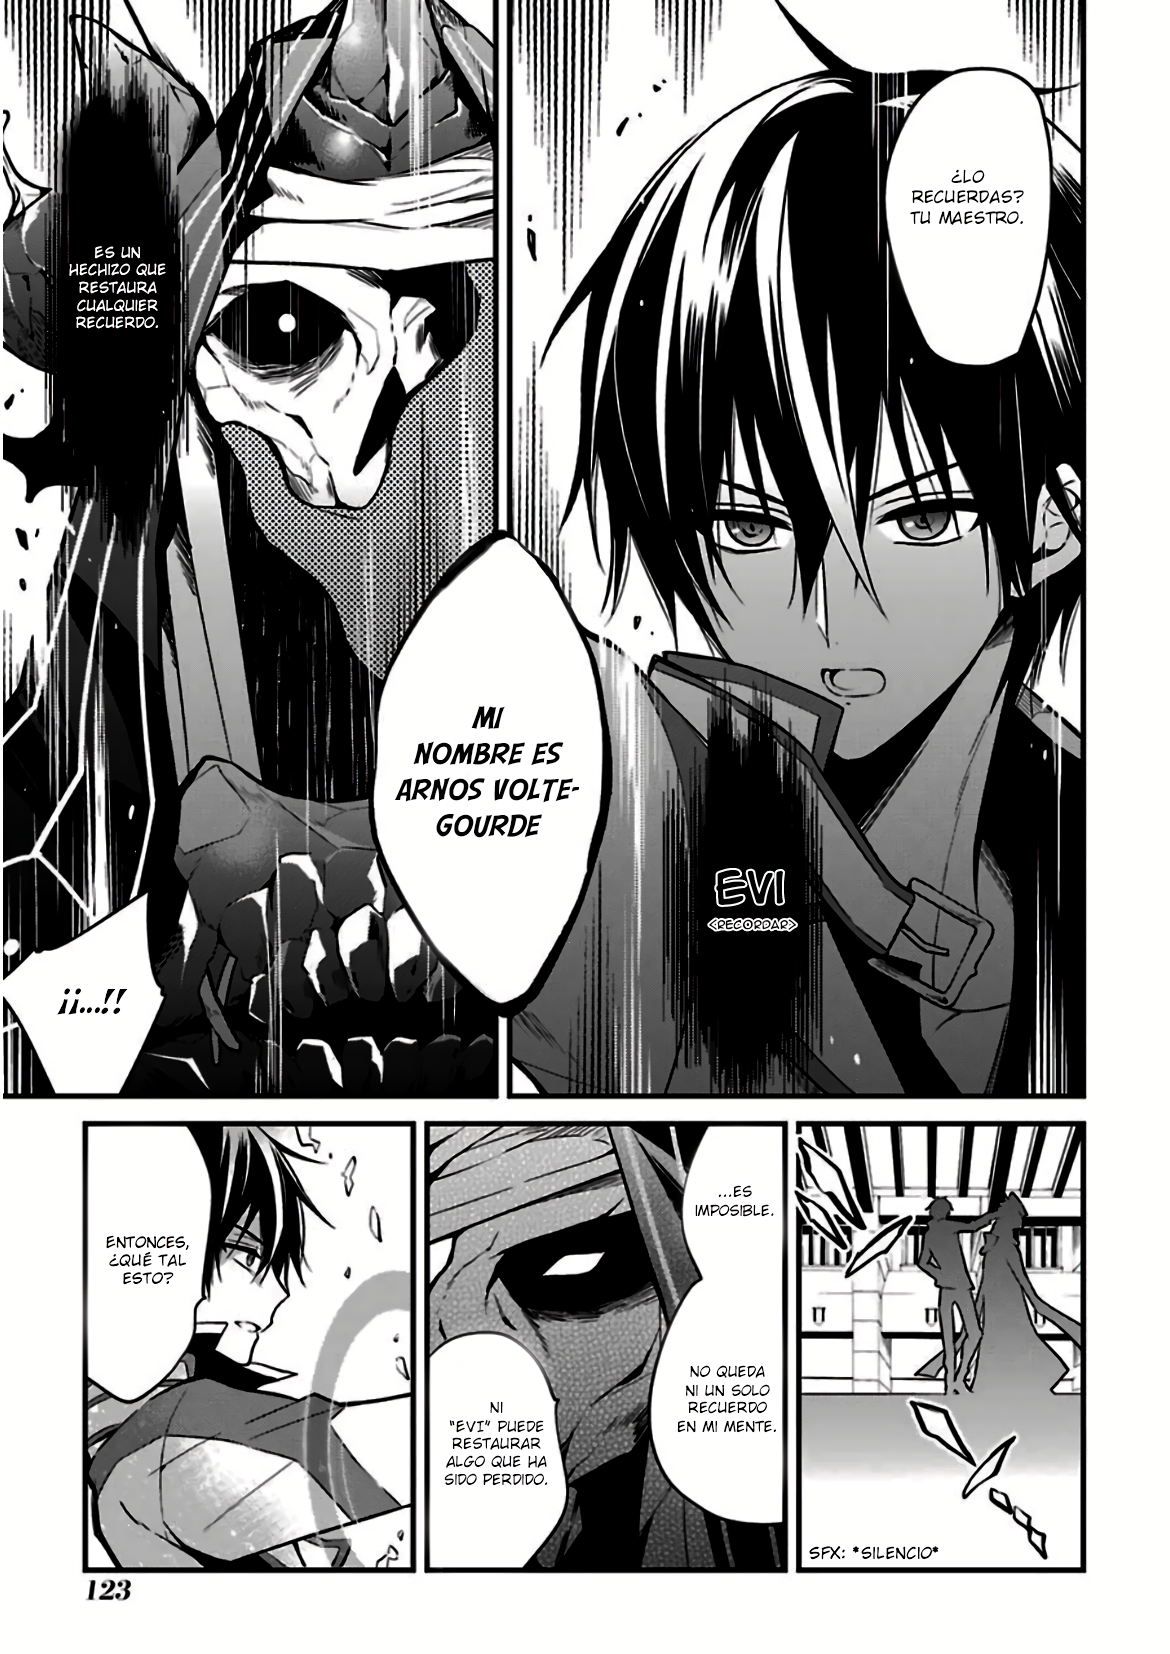 ¿LO
RECUERDAS?
TU MAESTRO.
MI
NOMBRE ES
ARNOS VOLTE-
GOURDE
EVI
<RECORDAR>
ES UN
HECHIZO QUE
RESTAURA
CUALQUIER
RECUERDO.
¡¡...!!
SFX: *SILENCIO*
...ES
IMPOSIBLE.
NO QUEDA
NI UN SOLO
RECUERDO
EN MI MENTE.
NI
"EVI" PUEDE
RESTAURAR
ALGO QUE HA
SIDO PERDIDO.
ENTONCES,
¿QUÉ TAL
ESTO?
123